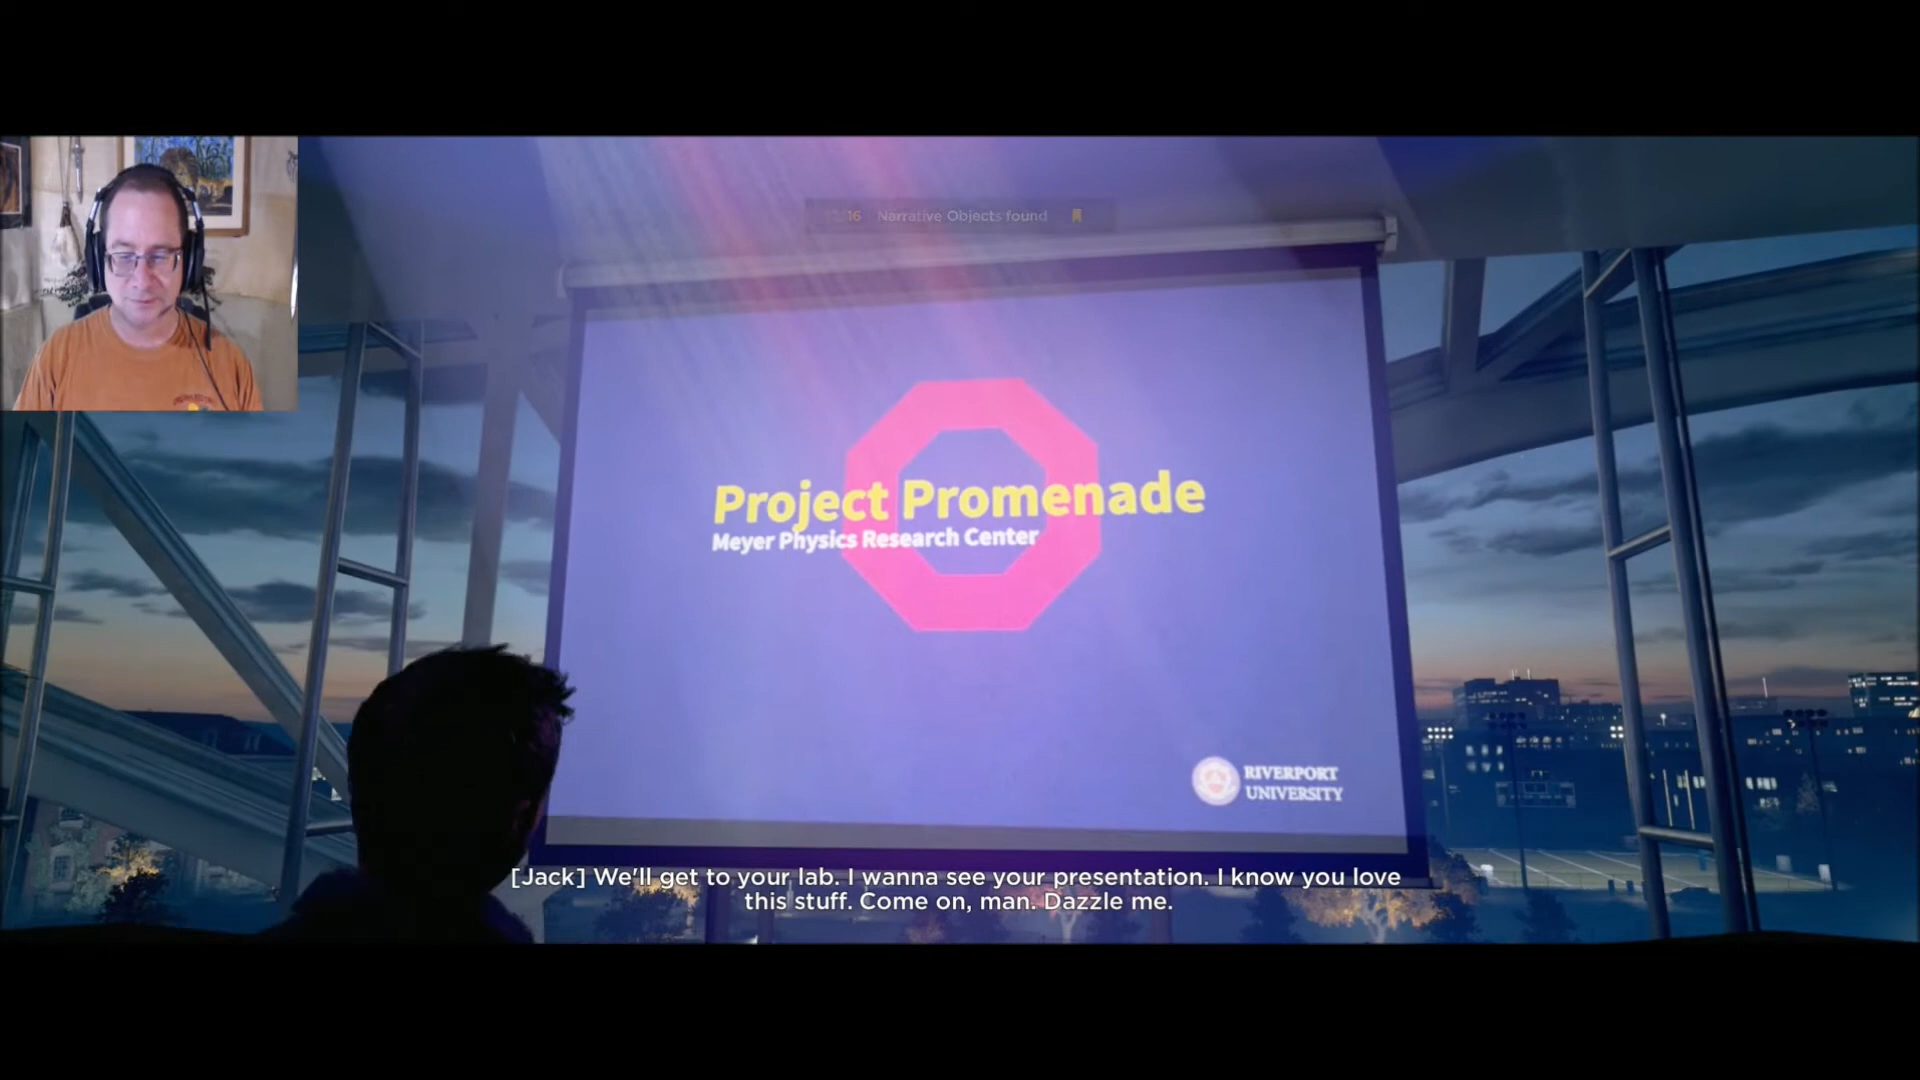 16 Narrative Objects found
Project Promenade
Meyer Physics Research Center
RIVERPORT
UNIVERSITY
[Jack] We'll get to your lab. I wanna see your presentation. I know you love
this stuff. Come on, man. Dazzle me.